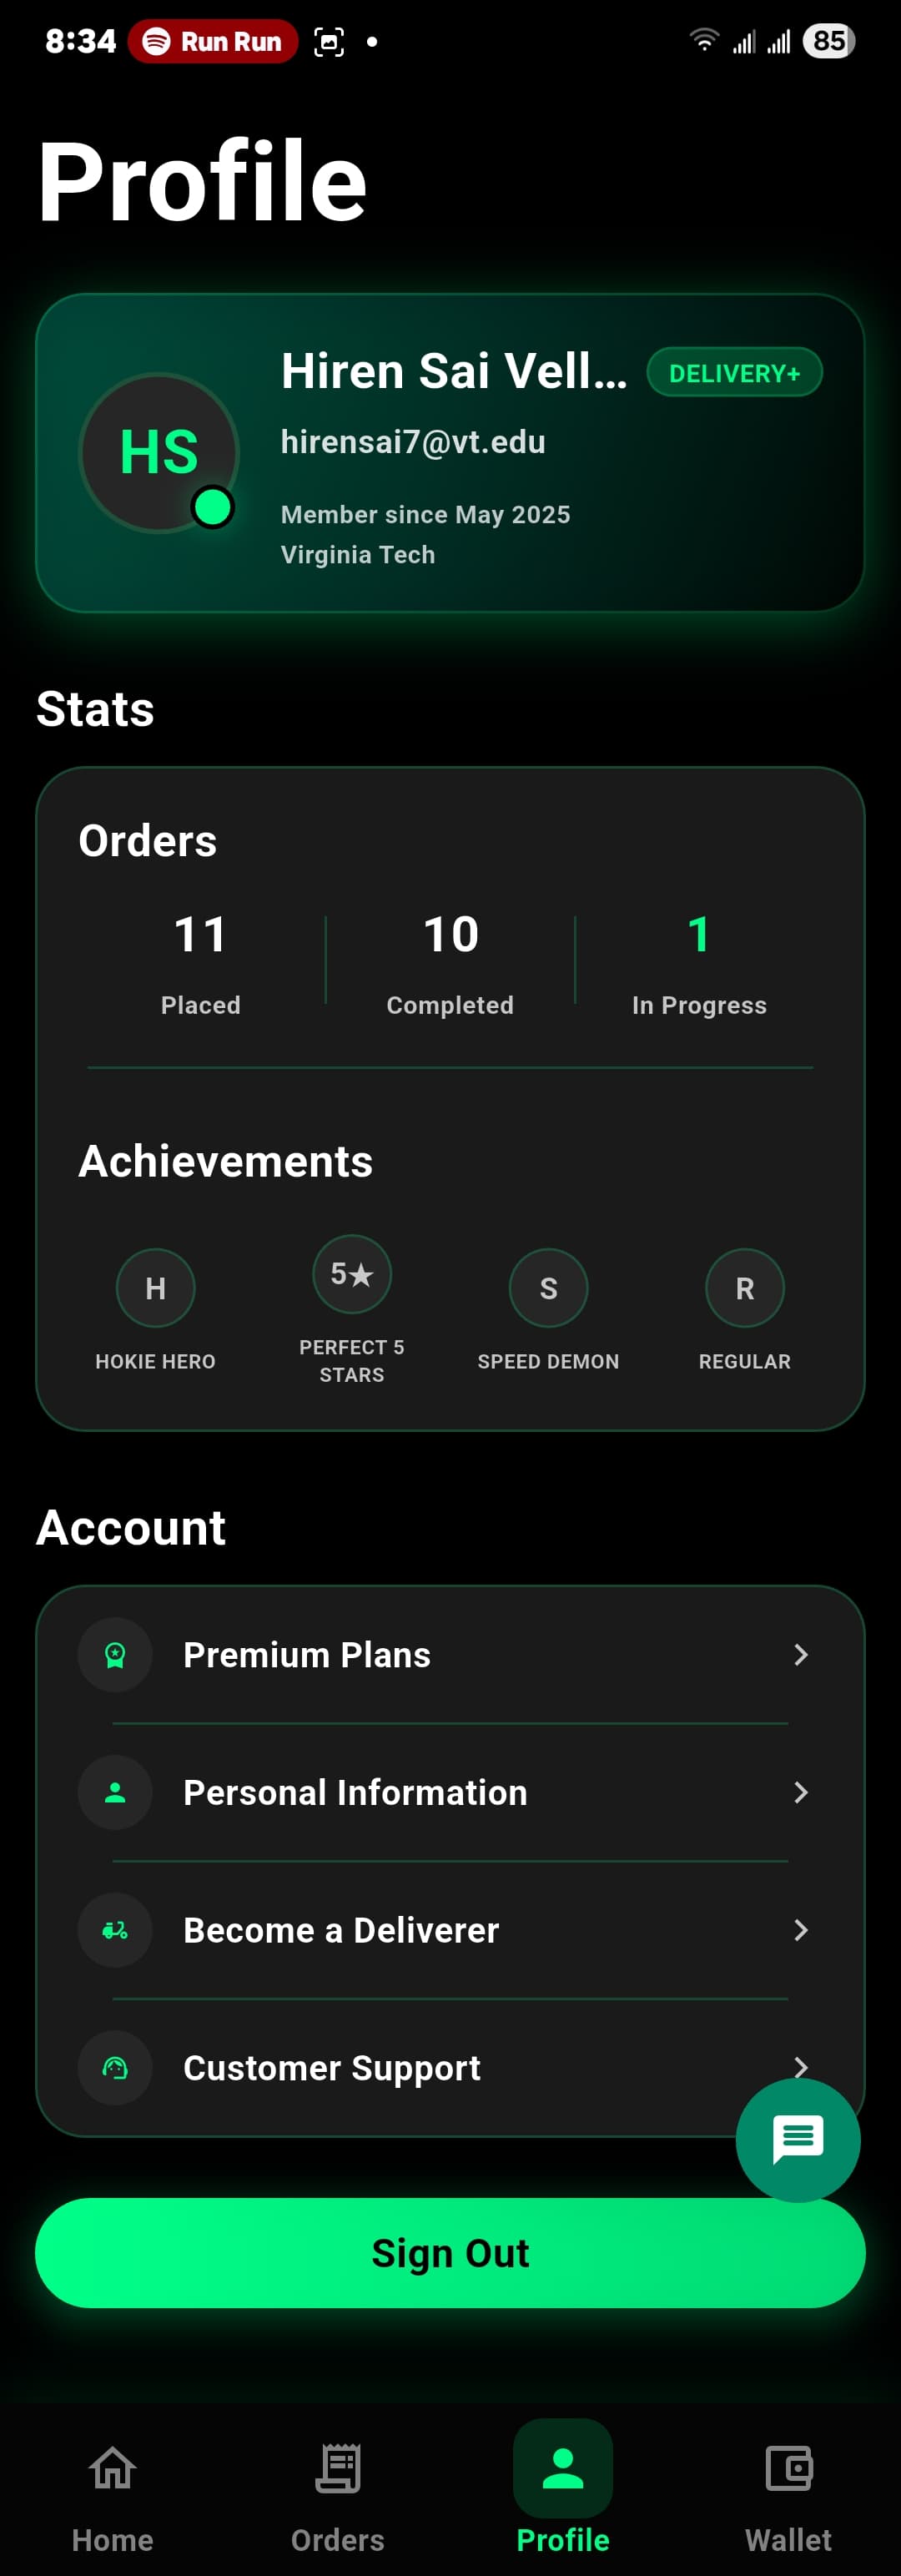 8:34 Run Run 85
Profile
HS
Hiren Sai Vell... DELIVERY+
hirensai7@vt.edu
Member since May 2025
Virginia Tech
Stats
Orders
11 10 1
Placed Completed In Progress
Achievements
H 5★ S R
HOKIE HERO PERFECT 5 SPEED DEMON REGULAR
STARS
Account
Premium Plans
Personal Information
Become a Deliverer
Customer Support
Sign Out
Home Orders Profile Wallet